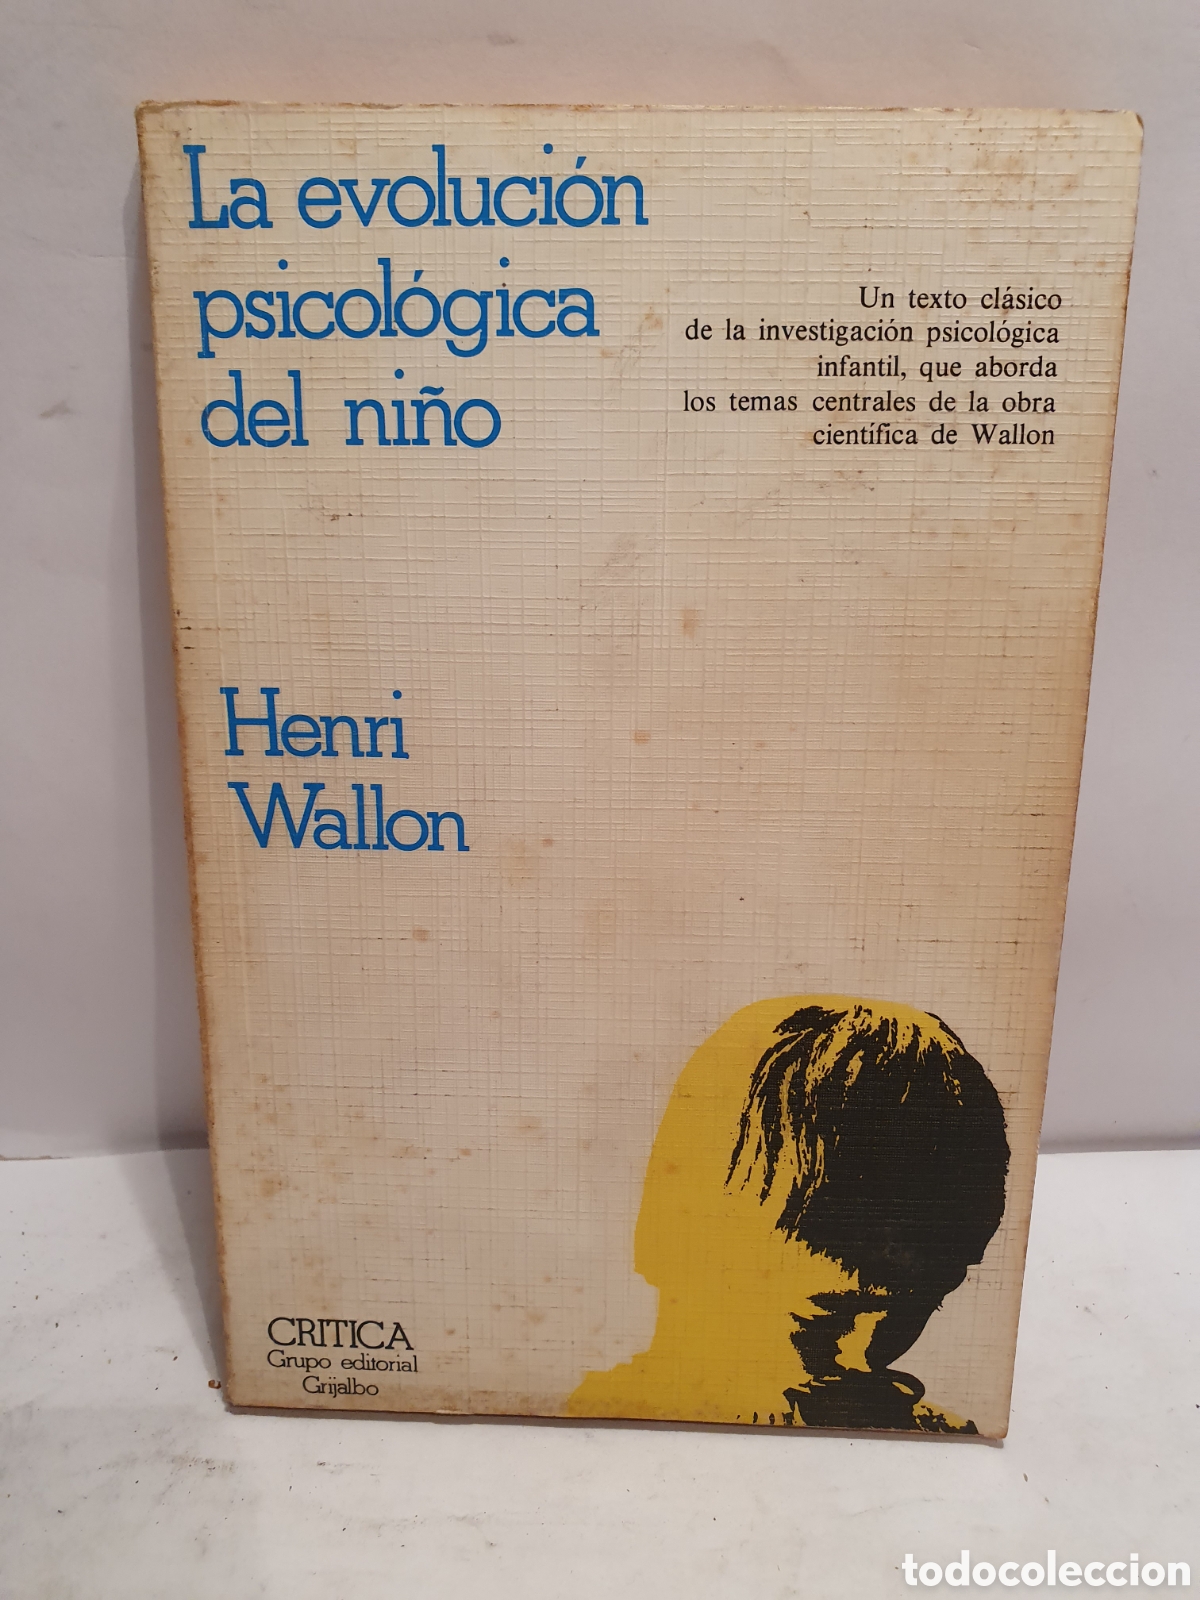 La evolución
psicológica
del niño
Un texto clásico
de la investigación psicológica
infantil, que aborda
los temas centrales de la obra
científica de Wallon
Henri
Wallon
CRITICA
Grupo editorial
Grijalbo
todocoleccion